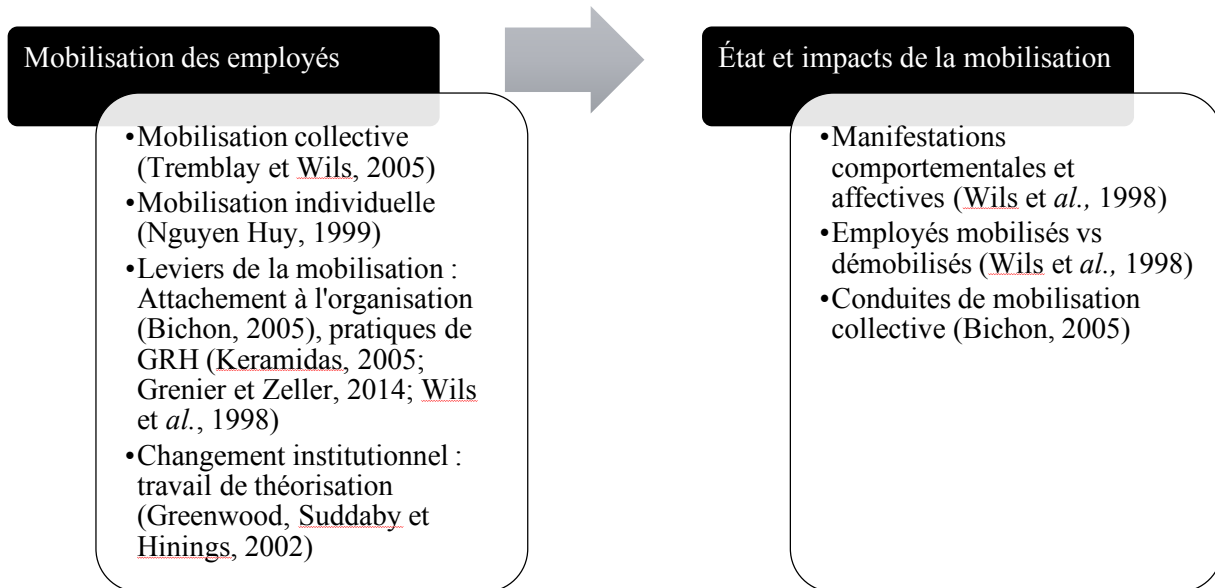 Mobilisation des employés
•Mobilisation collective
(Tremblay et Wils, 2005)
•Mobilisation individuelle
(Nguyen Huy, 1999)
•Leviers de la mobilisation :
Attachement à l'organisation
(Bichon, 2005), pratiques de
GRH (Keramidas, 2005;
Grenier et Zeller, 2014; Wils
et al., 1998)
•Changement institutionnel :
travail de théorisation
(Greenwood, Suddaby et
Hinings, 2002)
État et impacts de la mobilisation
•Manifestations
comportementales et
affectives (Wils et al., 1998)
•Employés mobilisés vs
démobilisés (Wils et al., 1998)
•Conduites de mobilisation
collective (Bichon, 2005)